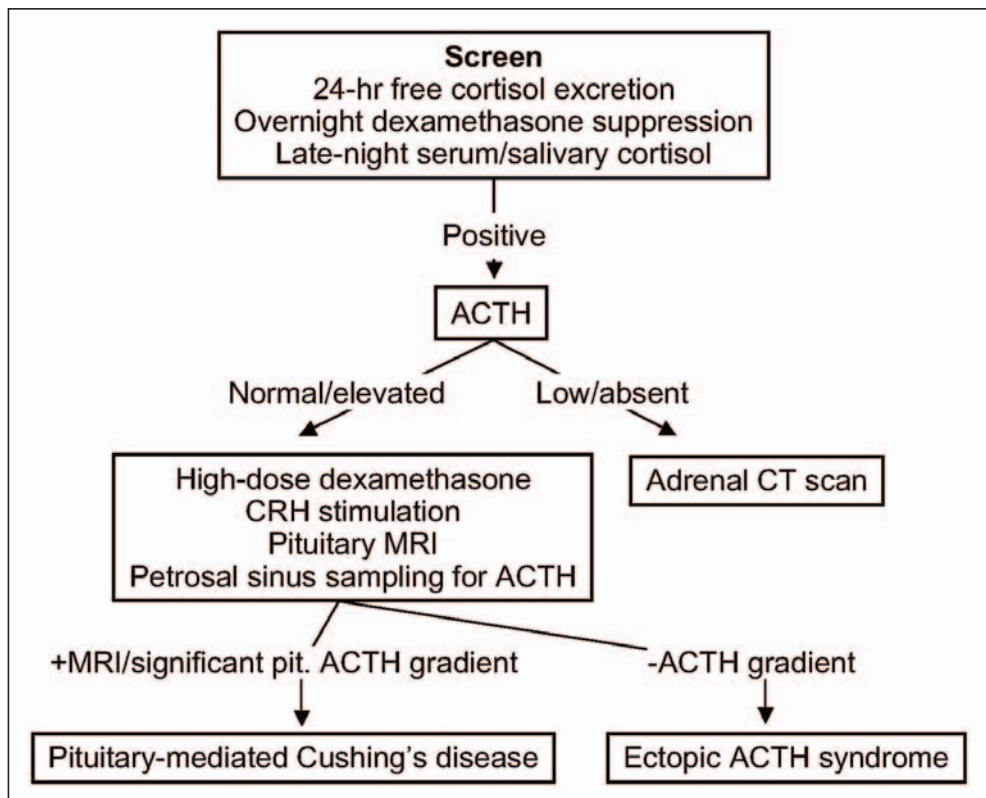 Screen
24-hr free cortisol excretion
Overnight dexamethasone suppression
Late-night serum/salivary cortisol
Positive
ACTH
Normal/elevated
Low/absent
High-dose dexamethasone
CRH stimulation
Pituitary MRI
Petrosal sinus sampling for ACTH
Adrenal CT scan
+MRI/significant pit. ACTH gradient
-ACTH gradient
Pituitary-mediated Cushing's disease
Ectopic ACTH syndrome